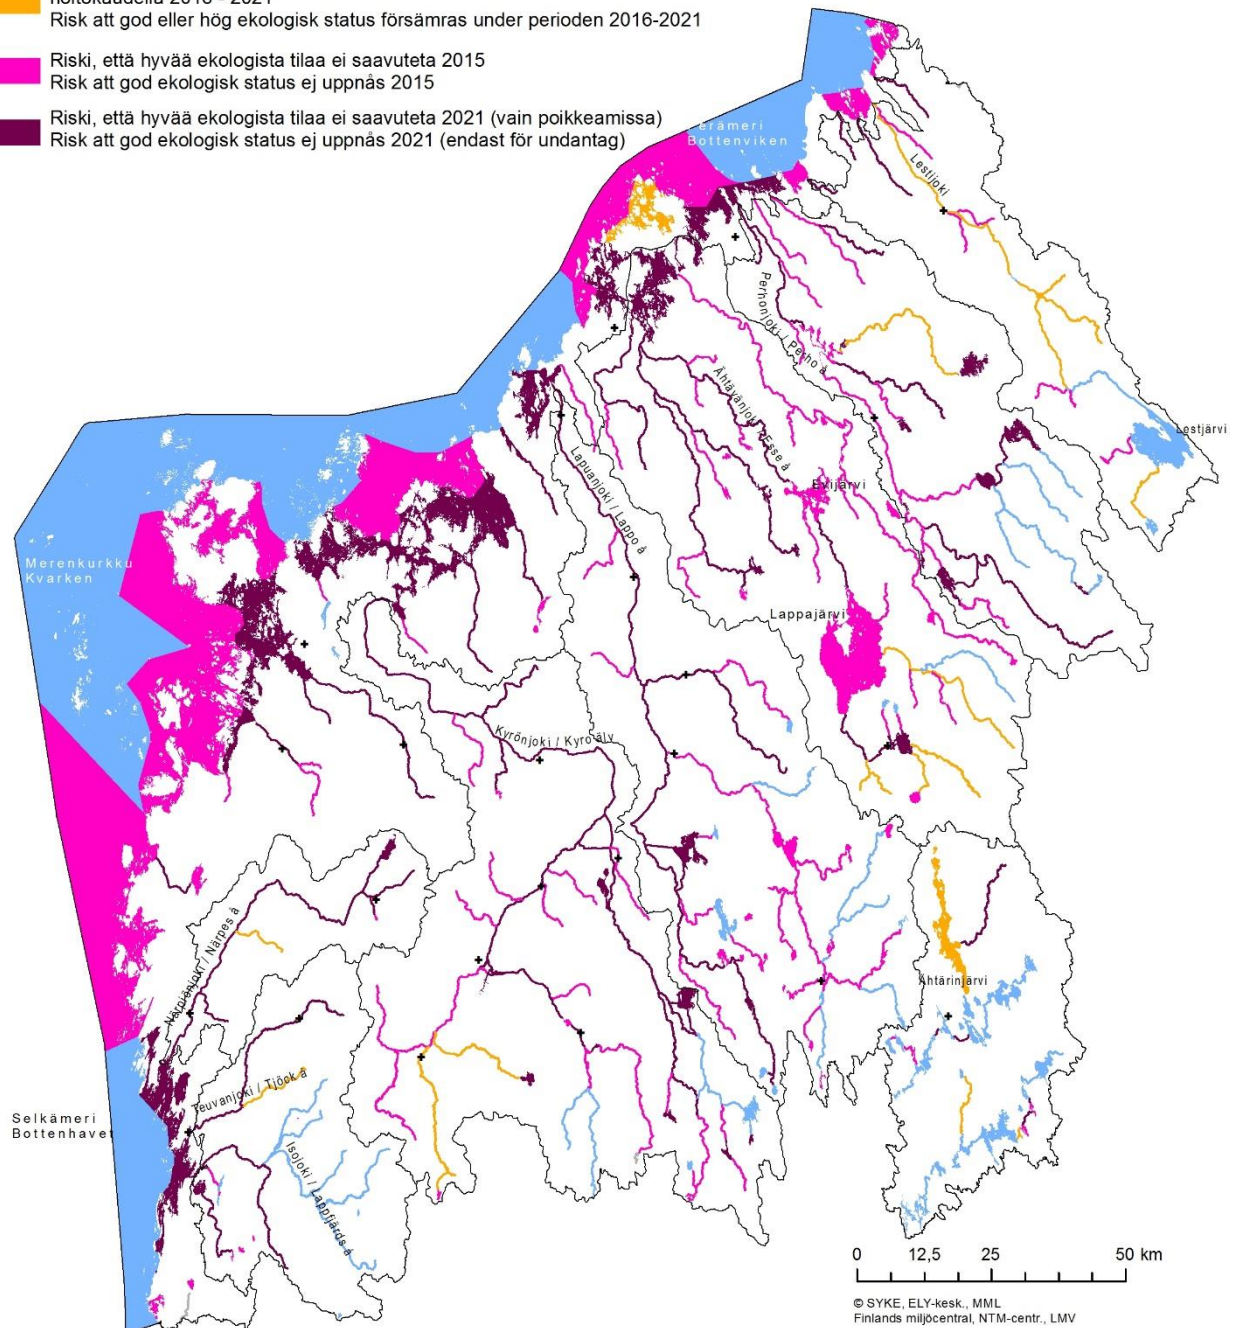 Risk att god eller hög ekologisk status försämras under perioden 2016-2021
Riski, että hyvää ekologista tilaa ei saavuteta 2015
Risk att god ekologisk status ej uppnås 2015
Riski, että hyvää ekologista tilaa ei saavuteta 2021 (vain poikkeamissa)
Risk att god ekologisk status ej uppnås 2021 (endast för undantag)
Perämeri
Bottenviken
Lestijoki
Perhonjoki / Perho å
Ähtävänjoki / Esse å
Lestjärvi
Lapuanjoki / Lappo å
Evijärvi
Merenkurkku
Kvarken
Lappajärvi
Kyrönjoki / Kyro älv
Närpiönjoki / Närpes å
Ähtärinjärvi
Teuvanjoki / Tjöck å
Selkämeri
Bottenhavet
Isojoki / Lappfjärds å
0 12,5 25 50 km
© SYKE, ELY-kesk., MML
Finlands miljöcentral, NTM-centr., LMV